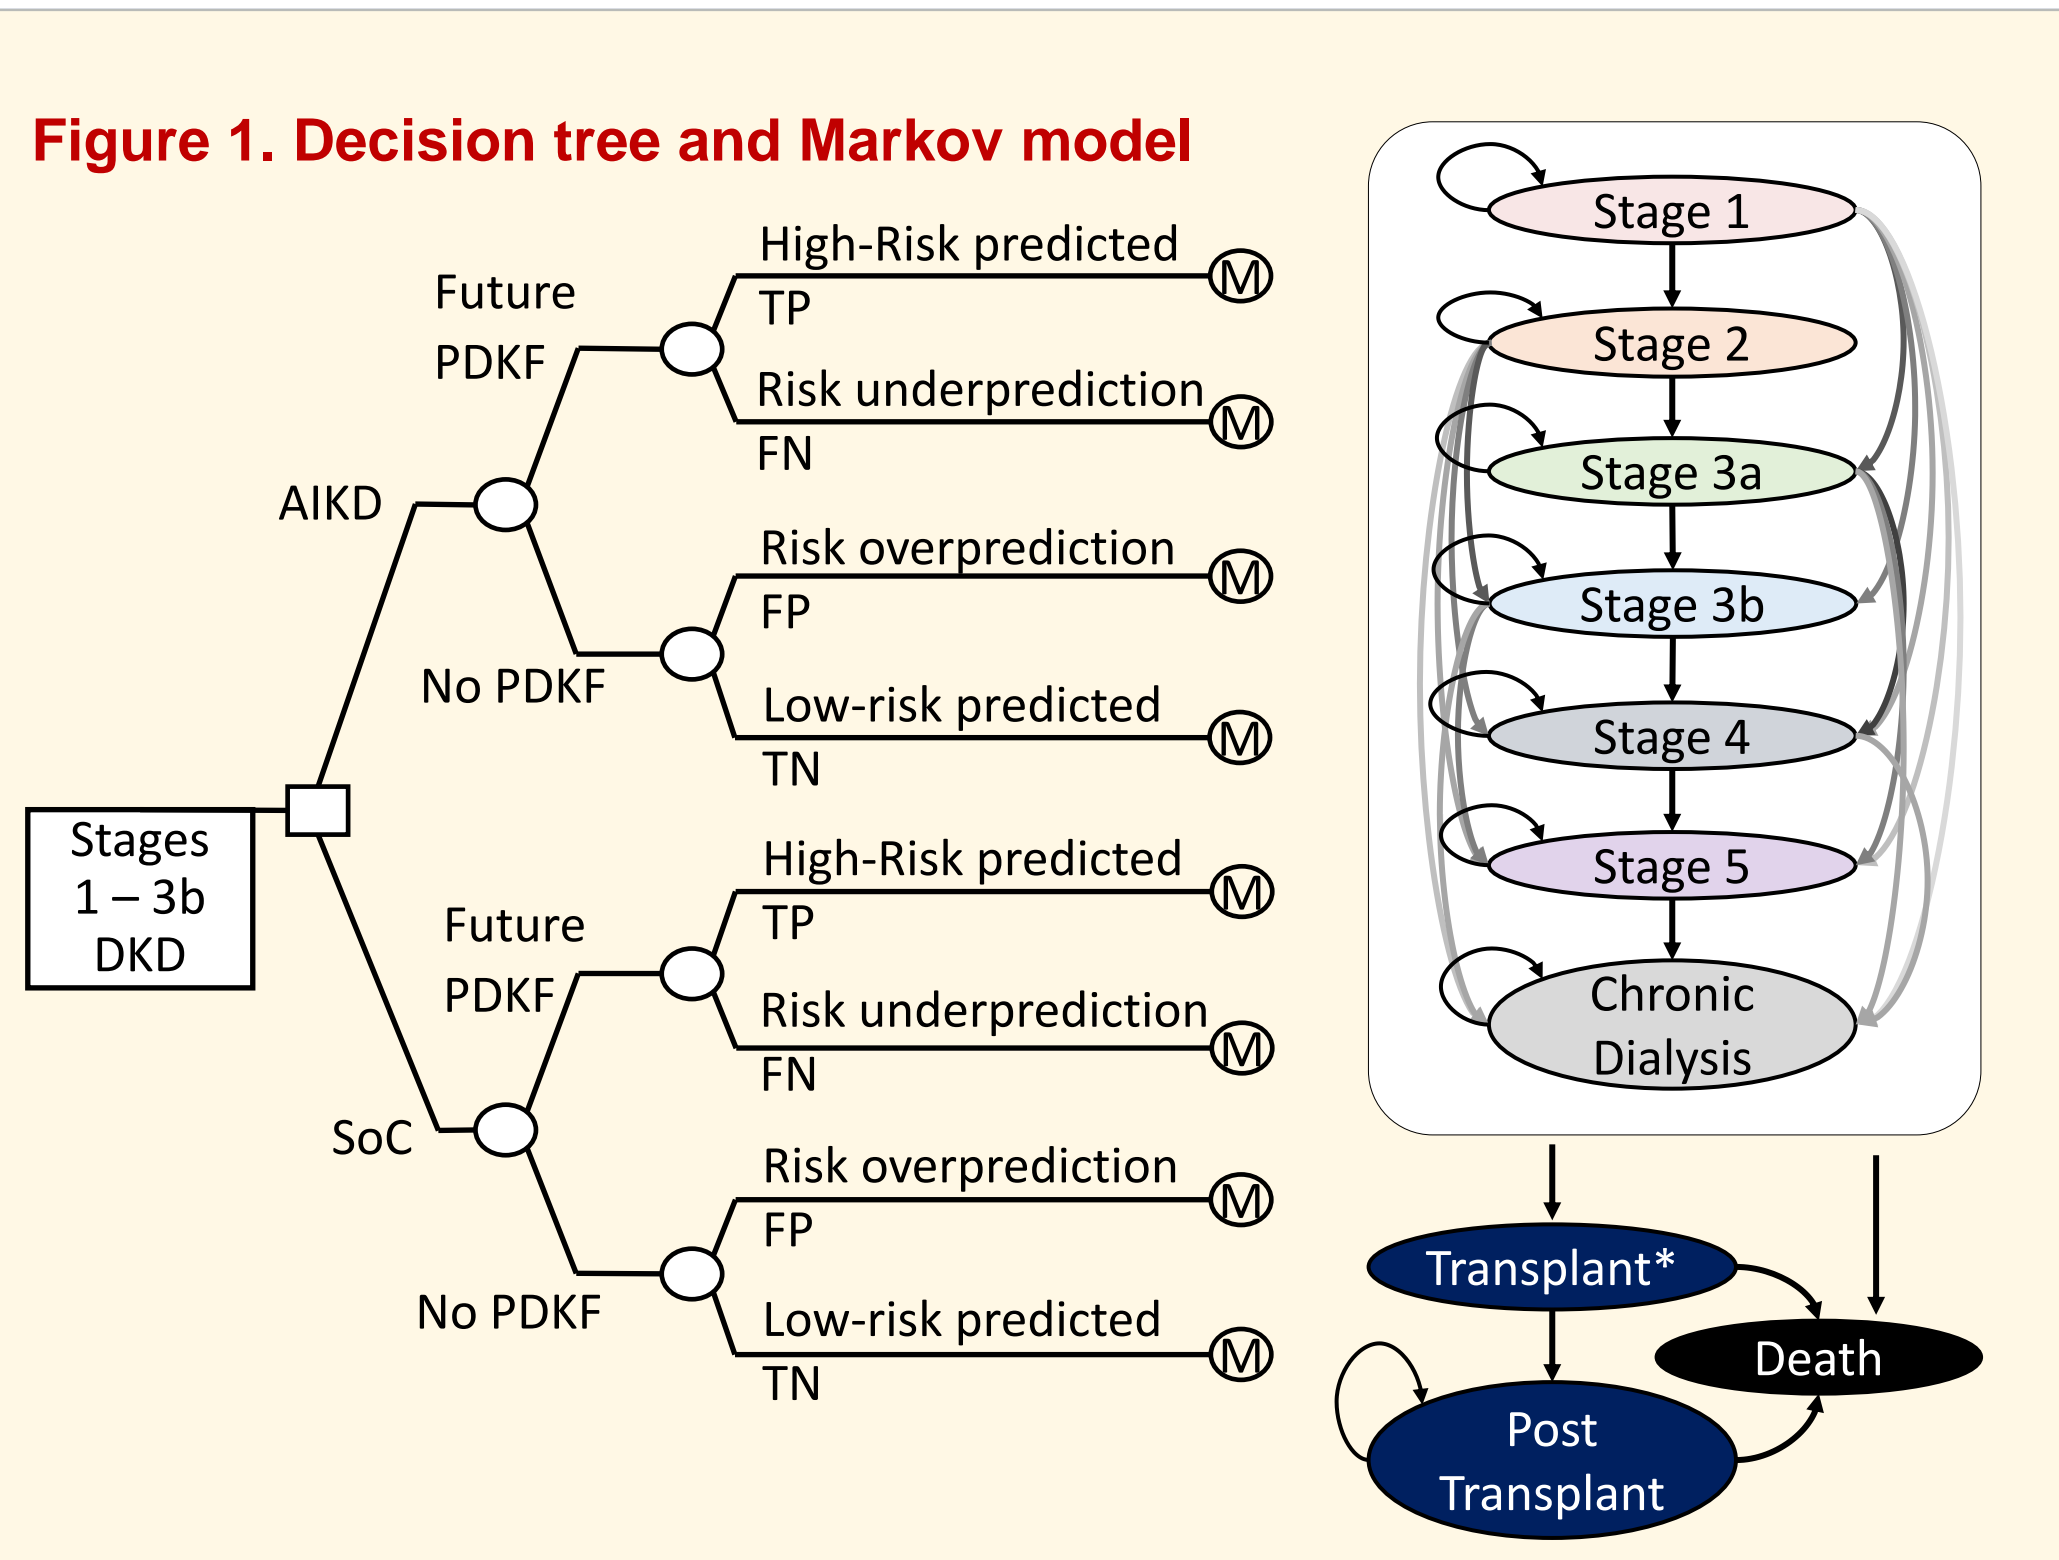 Figure 1. Decision tree and Markov model
Stages
1 – 3b
DKD
AIKD
Future
PDKF
High-Risk predicted
TP
M
Risk underprediction
FN
M
No PDKF
Risk overprediction
FP
M
Low-risk predicted
TN
M
SoC
Future
PDKF
High-Risk predicted
TP
M
Risk underprediction
FN
M
No PDKF
Risk overprediction
FP
M
Low-risk predicted
TN
M
Stage 1
Stage 2
Stage 3a
Stage 3b
Stage 4
Stage 5
Chronic
Dialysis
Transplant*
Death
Post
Transplant